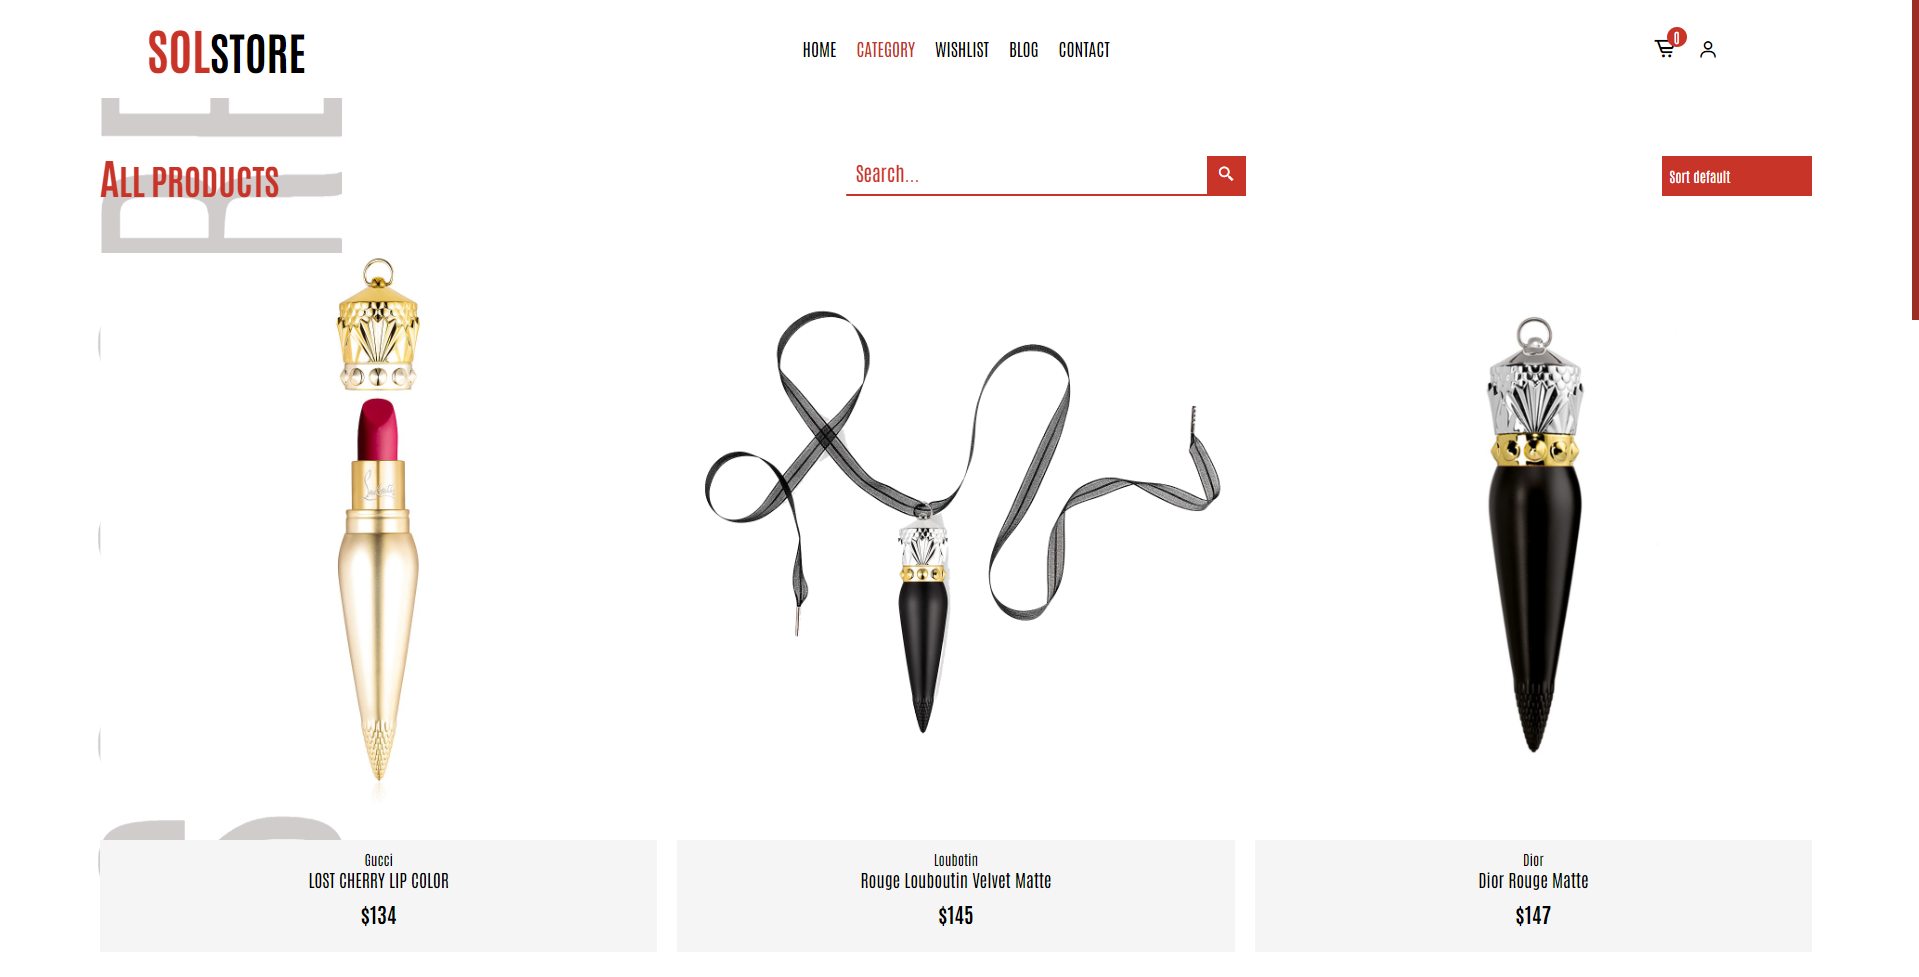 SOLSTORE
HOME CATEGORY WISHLIST BLOG CONTACT
0
ALL PRODUCTS
Search...
Sort default
Gucci
LOST CHERRY LIP COLOR
$134
Loubotin
Rouge Louboutin Velvet Matte
$145
Dior
Dior Rouge Matte
$147